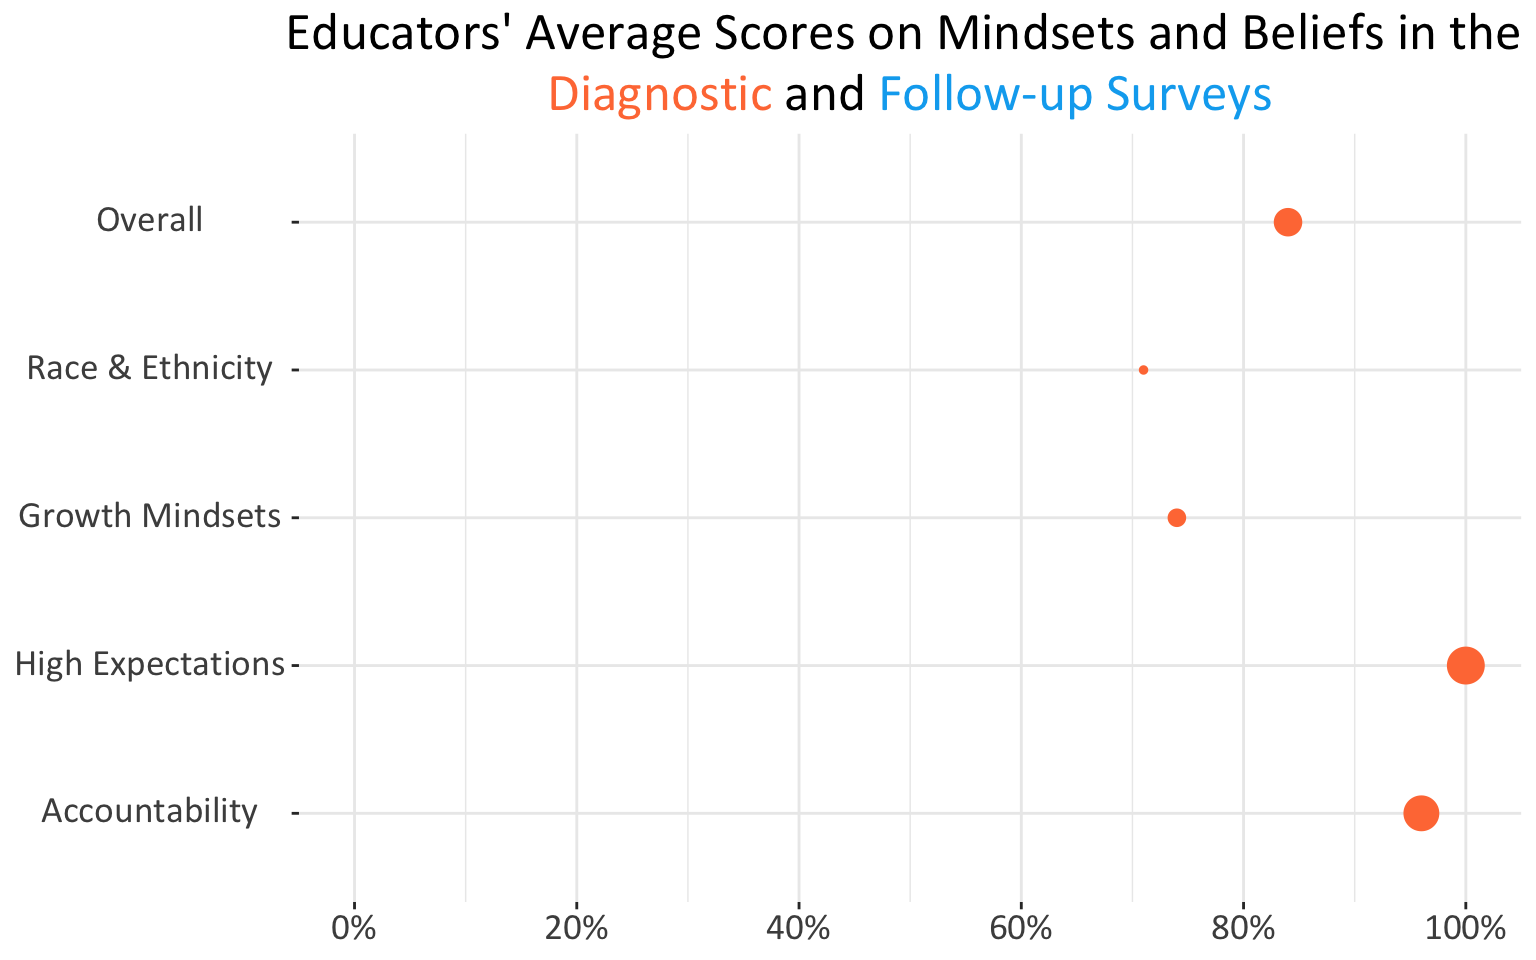 Educators' Average Scores on Mindsets and Beliefs in the
Diagnostic and Follow-up Surveys
Overall
Race & Ethnicity
Growth Mindsets
High Expectations
Accountability
0% 20% 40% 60% 80% 100%